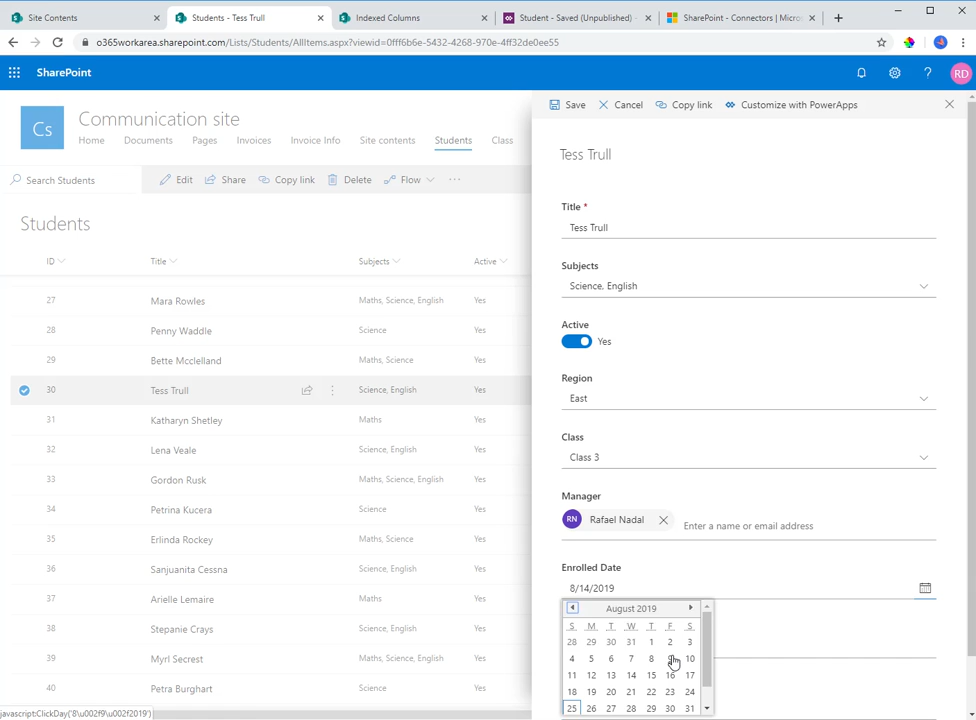 Site Contents
Students - Tess Trull
Indexed Columns
Student - Saved (Unpublished) -
SharePoint - Connectors | Micros
o365workarea.sharepoint.com/Lists/Students/AllItems.aspx?viewid=0fff6b6e-5432-4268-970e-4ff32de0ee55
SharePoint
RD
Cs
Communication site
Home Documents Pages Invoices Invoice Info Site contents Students Class
Search Students
Edit Share Copy link Delete Flow ...
Students
ID Title Subjects Active
27 Mara Rowles Maths, Science, English Yes
28 Penny Waddle Science Yes
29 Bette Mcclelland Maths, Science Yes
30 Tess Trull Science, English Yes
31 Katharyn Shetley Maths Yes
32 Lena Veale Science, English Yes
33 Gordon Rusk Maths, Science, English Yes
34 Petrina Kucera Science Yes
35 Erlinda Rockey Maths, Science, English Yes
36 Sanjuanita Cessna Science, English Yes
37 Arielle Lemaire Maths Yes
38 Stepanie Crays Science, English Yes
39 Myrl Secrest Maths, Science Yes
40 Petra Burghart Science Yes
javascript:ClickDay('8\u002f9\u002f2019')
Save Cancel Copy link Customize with PowerApps
Tess Trull
Title *
Tess Trull
Subjects
Science, English
Active
Yes
Region
East
Class
Class 3
Manager
RN Rafael Nadal Enter a name or email address
Enrolled Date
8/14/2019
August 2019
S M T W T F S
28 29 30 31 1 2 3
4 5 6 7 8 9 10
11 12 13 14 15 16 17
18 19 20 21 22 23 24
25 26 27 28 29 30 31